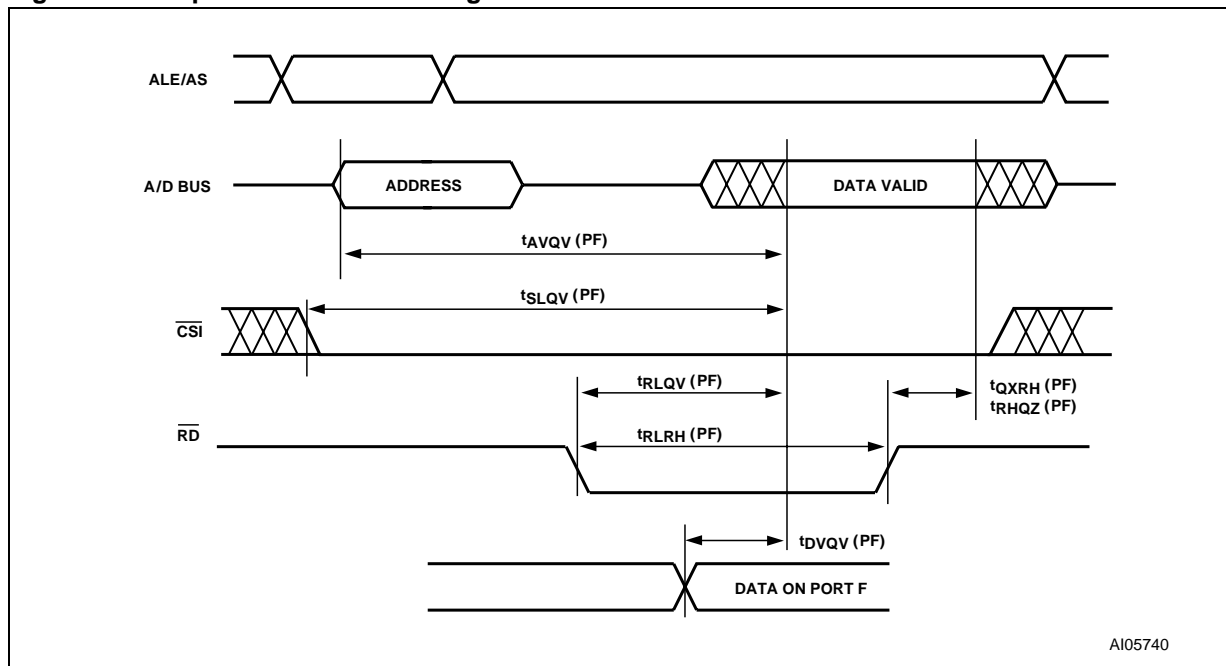 ALE/AS
A/D BUS
ADDRESS
DATA VALID
tAVQV (PF)
tSLQV (PF)
CSI
tRLQV (PF)
tQXRH (PF)
tRHQZ (PF)
RD
tRLRH (PF)
tDVQV (PF)
DATA ON PORT F
AI05740